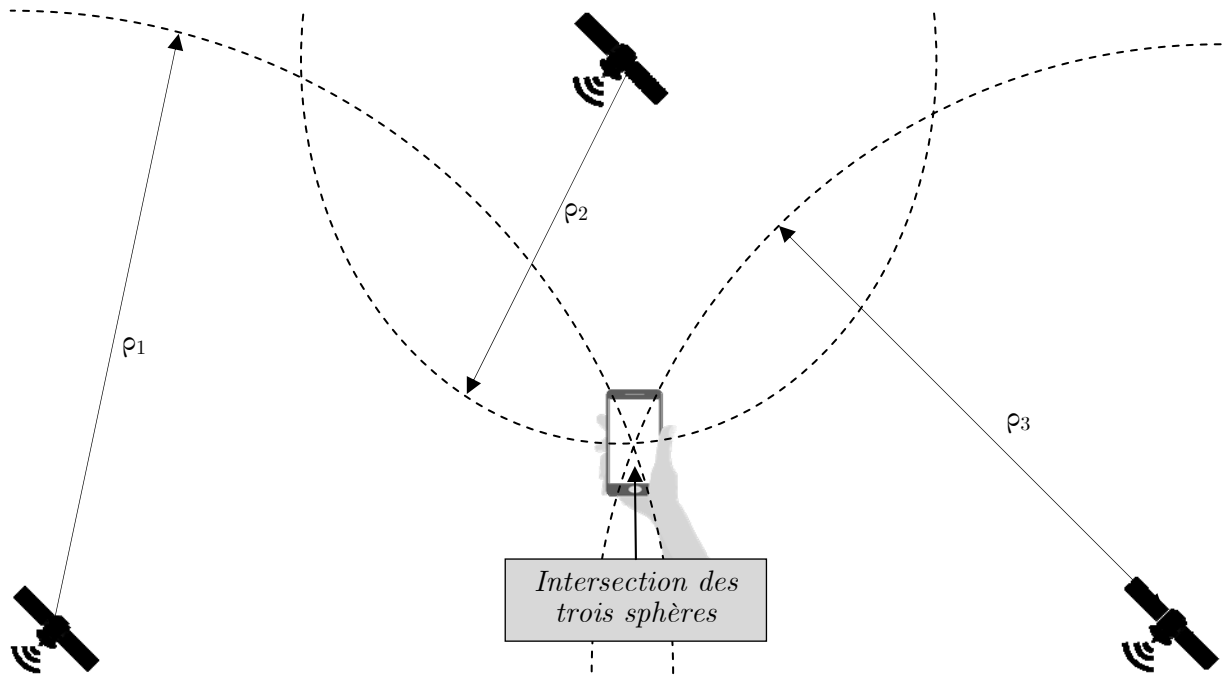 ρ2
ρ1
ρ3
Intersection des
trois sphères